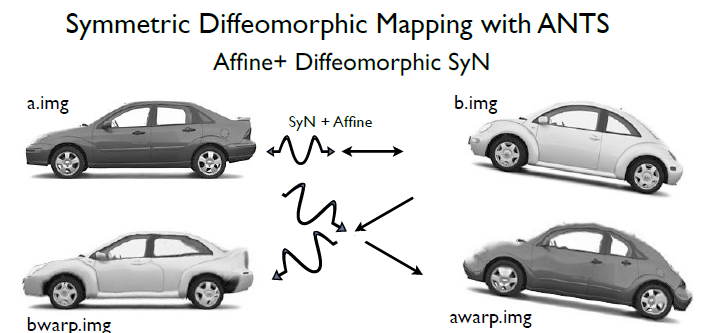 Symmetric Diffeomorphic Mapping with ANTS
Affine+ Diffeomorphic SyN
a.img
b.img
SyN + Affine
bwarp.img
awarp.img